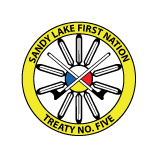 SANDY LAKE FIRST NATION
TREATY NO. FIVE